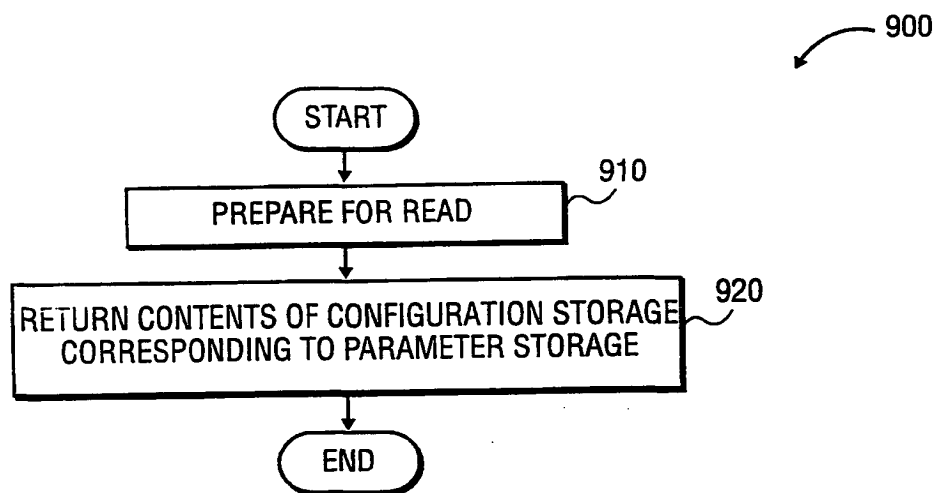 900
START
910
PREPARE FOR READ
920
RETURN CONTENTS OF CONFIGURATION STORAGE
CORRESPONDING TO PARAMETER STORAGE
END